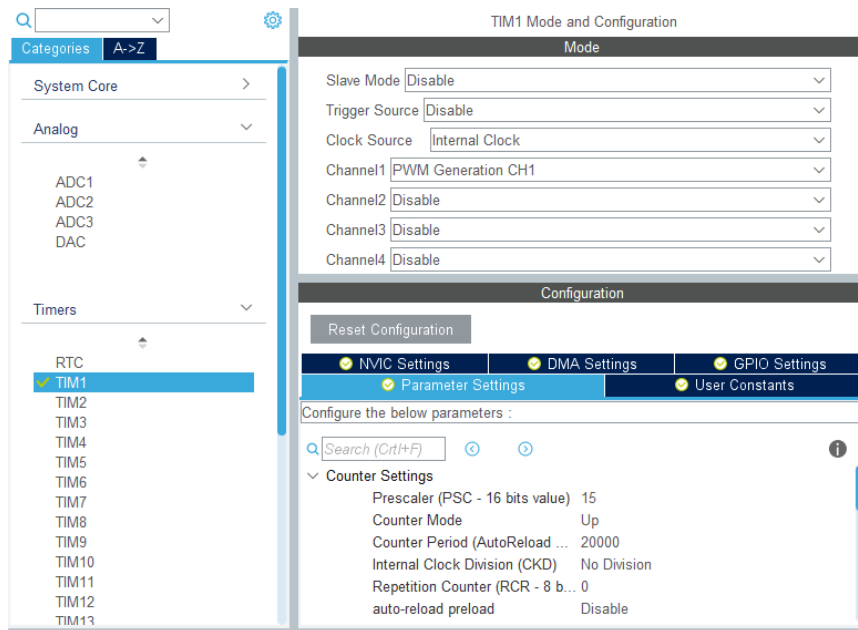 TIM1 Mode and Configuration
Categories A->Z
Mode
System Core
Analog
ADC1
ADC2
ADC3
DAC
Timers
RTC
TIM1
TIM2
TIM3
TIM4
TIM5
TIM6
TIM7
TIM8
TIM9
TIM10
TIM11
TIM12
TIM13
Slave Mode Disable
Trigger Source Disable
Clock Source Internal Clock
Channel1 PWM Generation CH1
Channel2 Disable
Channel3 Disable
Channel4 Disable
Configuration
Reset Configuration
NVIC Settings DMA Settings GPIO Settings
Parameter Settings User Constants
Configure the below parameters :
Search (Crtl+F)
Counter Settings
Prescaler (PSC - 16 bits value) 15
Counter Mode Up
Counter Period (AutoReload ... 20000
Internal Clock Division (CKD) No Division
Repetition Counter (RCR - 8 b... 0
auto-reload preload Disable